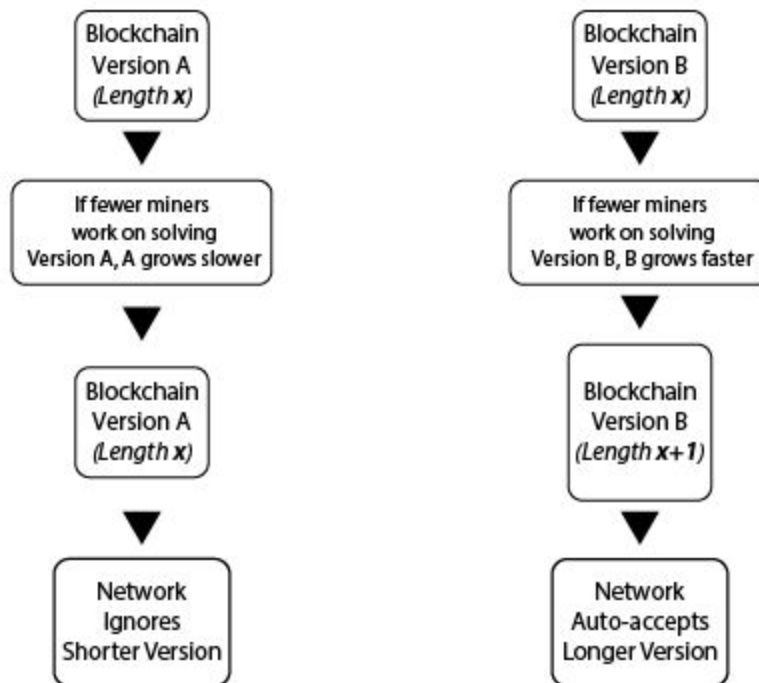 Blockchain
Version A
(Length x)
If fewer miners
work on solving
Version A, A grows slower
Blockchain
Version A
(Length x)
Network
Ignores
Shorter Version
Blockchain
Version B
(Length x)
If fewer miners
work on solving
Version B, B grows faster
Blockchain
Version B
(Length x+1)
Network
Auto-accepts
Longer Version